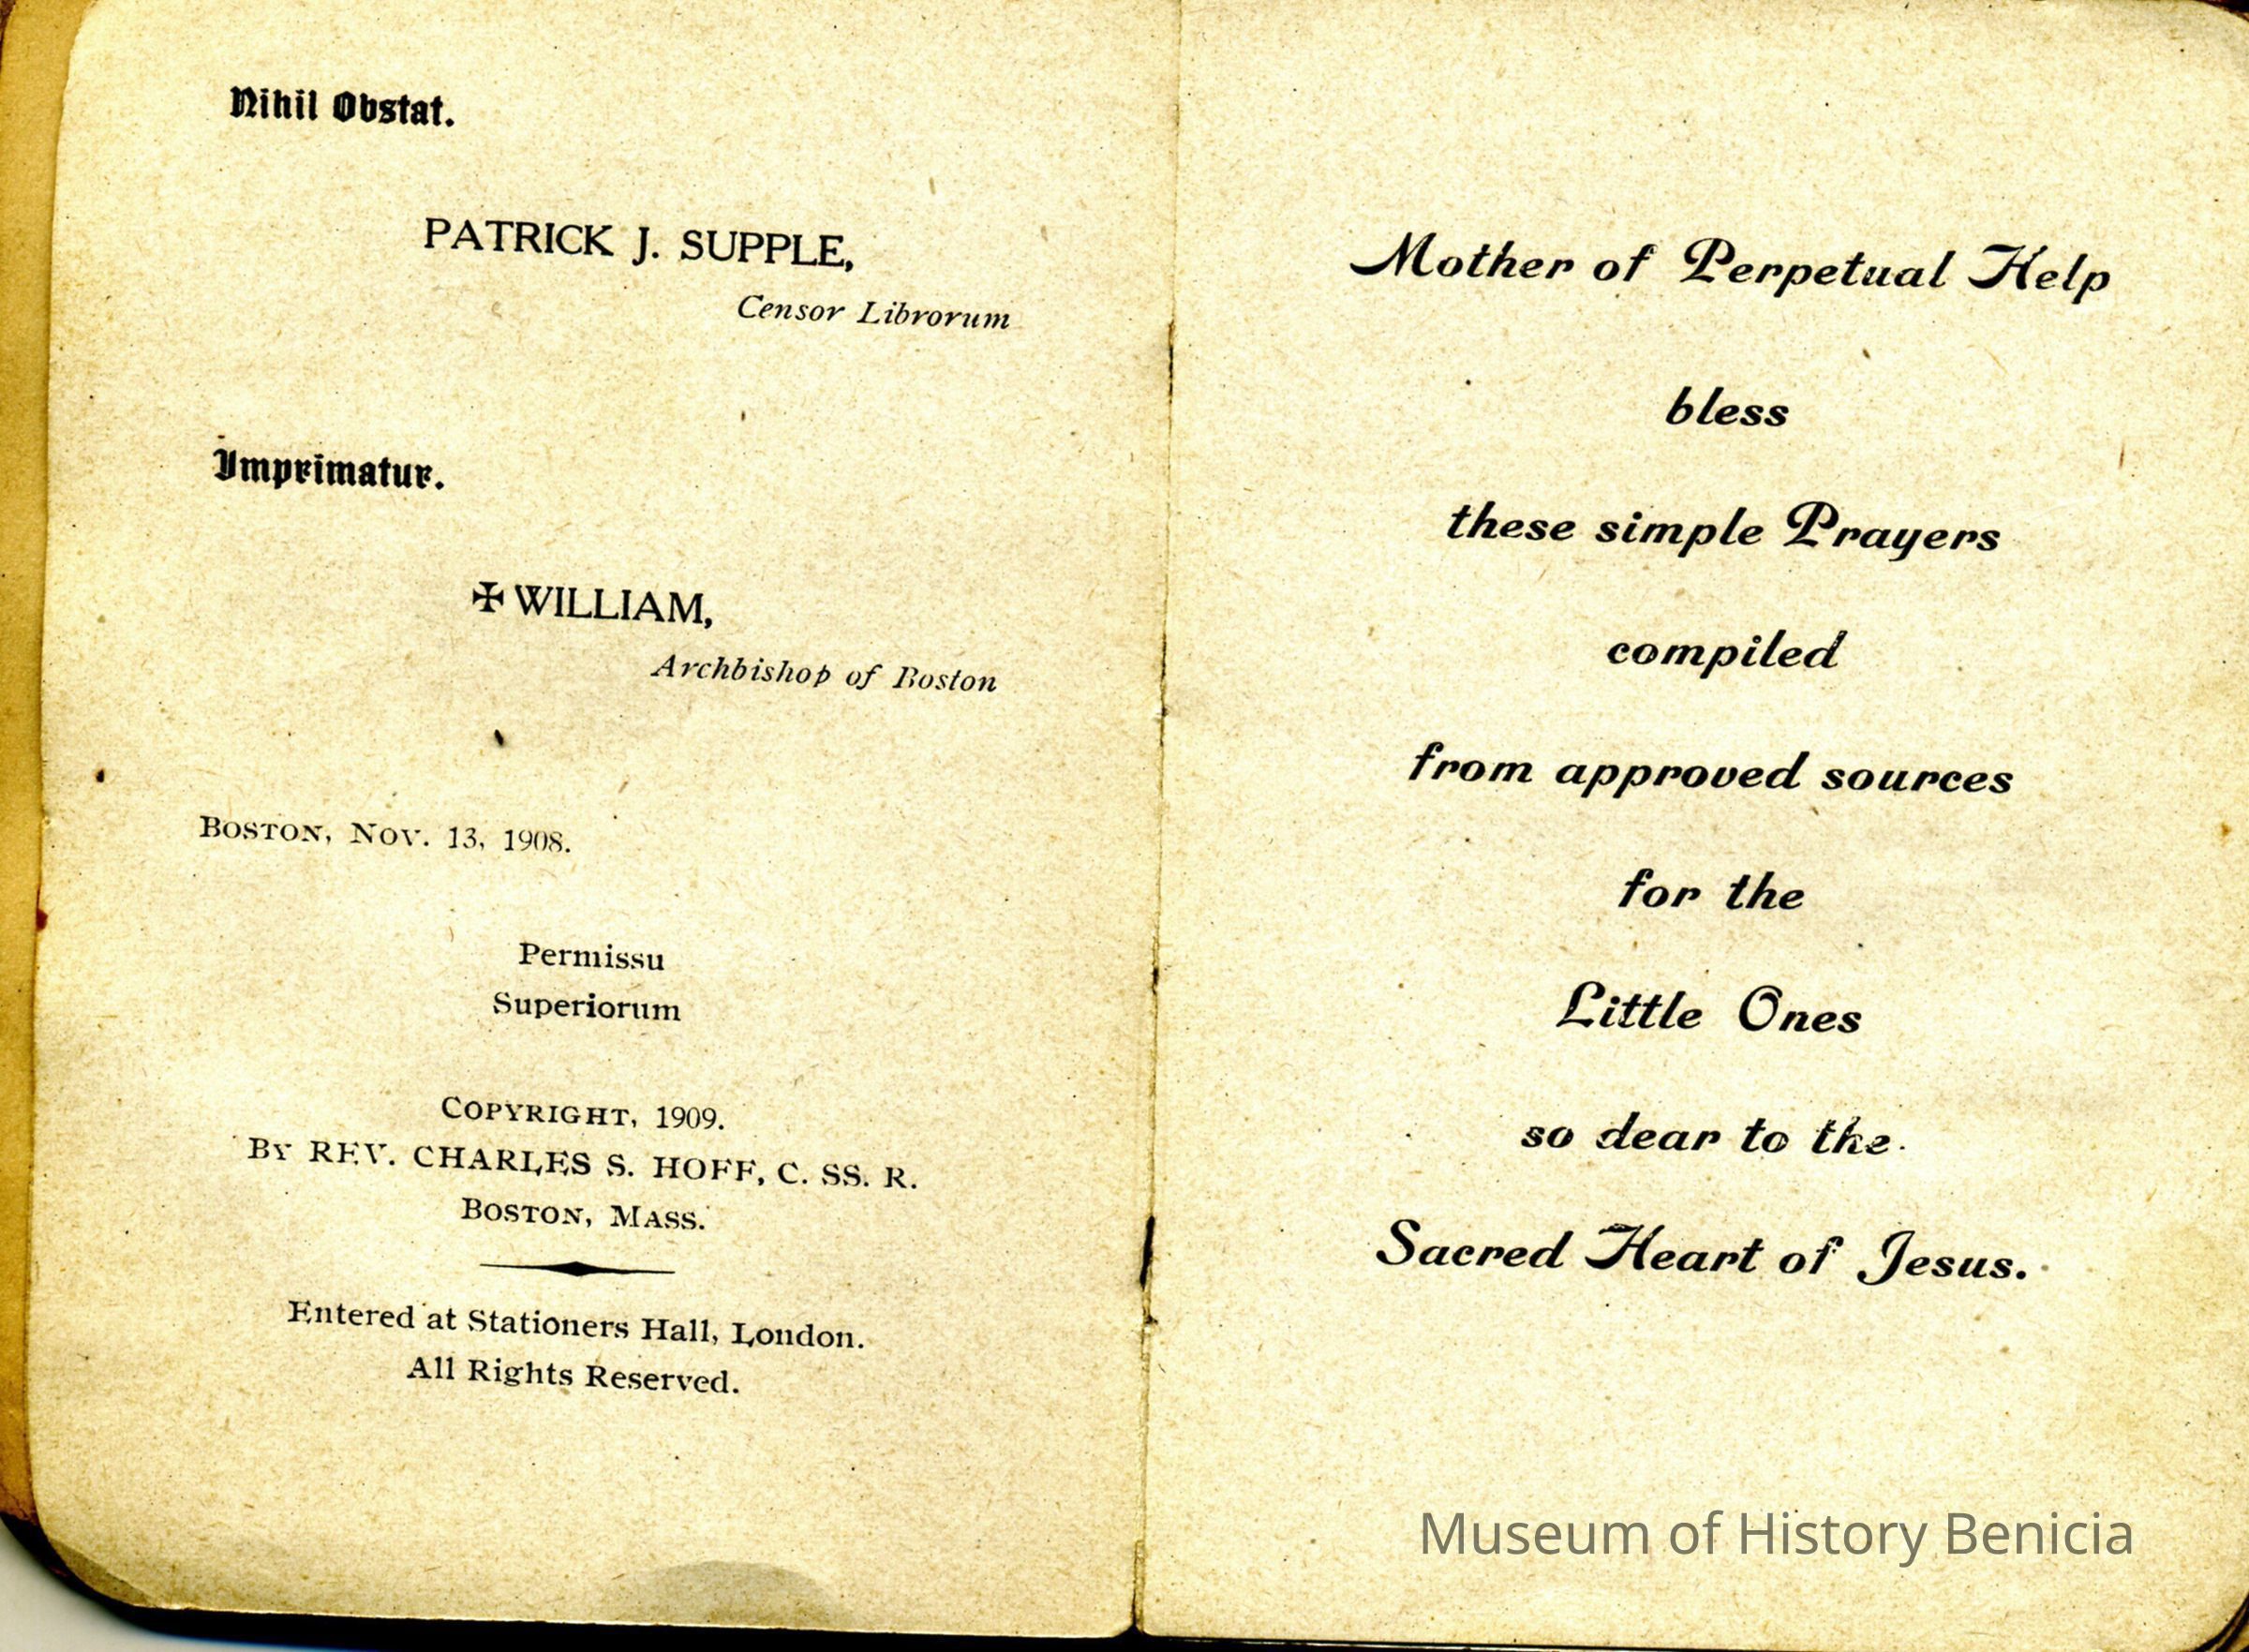 Nihil Obstat.
PATRICK J. SUPPLE,
Censor Librorum
Imprimatur.
✠ WILLIAM,
Archbishop of Boston
BOSTON, NOV. 13, 1908.
Permissu
Superiorum
COPYRIGHT, 1909.
BY REV. CHARLES S. HOFF, C. SS. R.
BOSTON, MASS.
Entered at Stationers Hall, London.
All Rights Reserved.
Mother of Perpetual Help
bless
these simple Prayers
compiled
from approved sources
for the
Little Ones
so dear to the
Sacred Heart of Jesus.
Museum of History Benicia